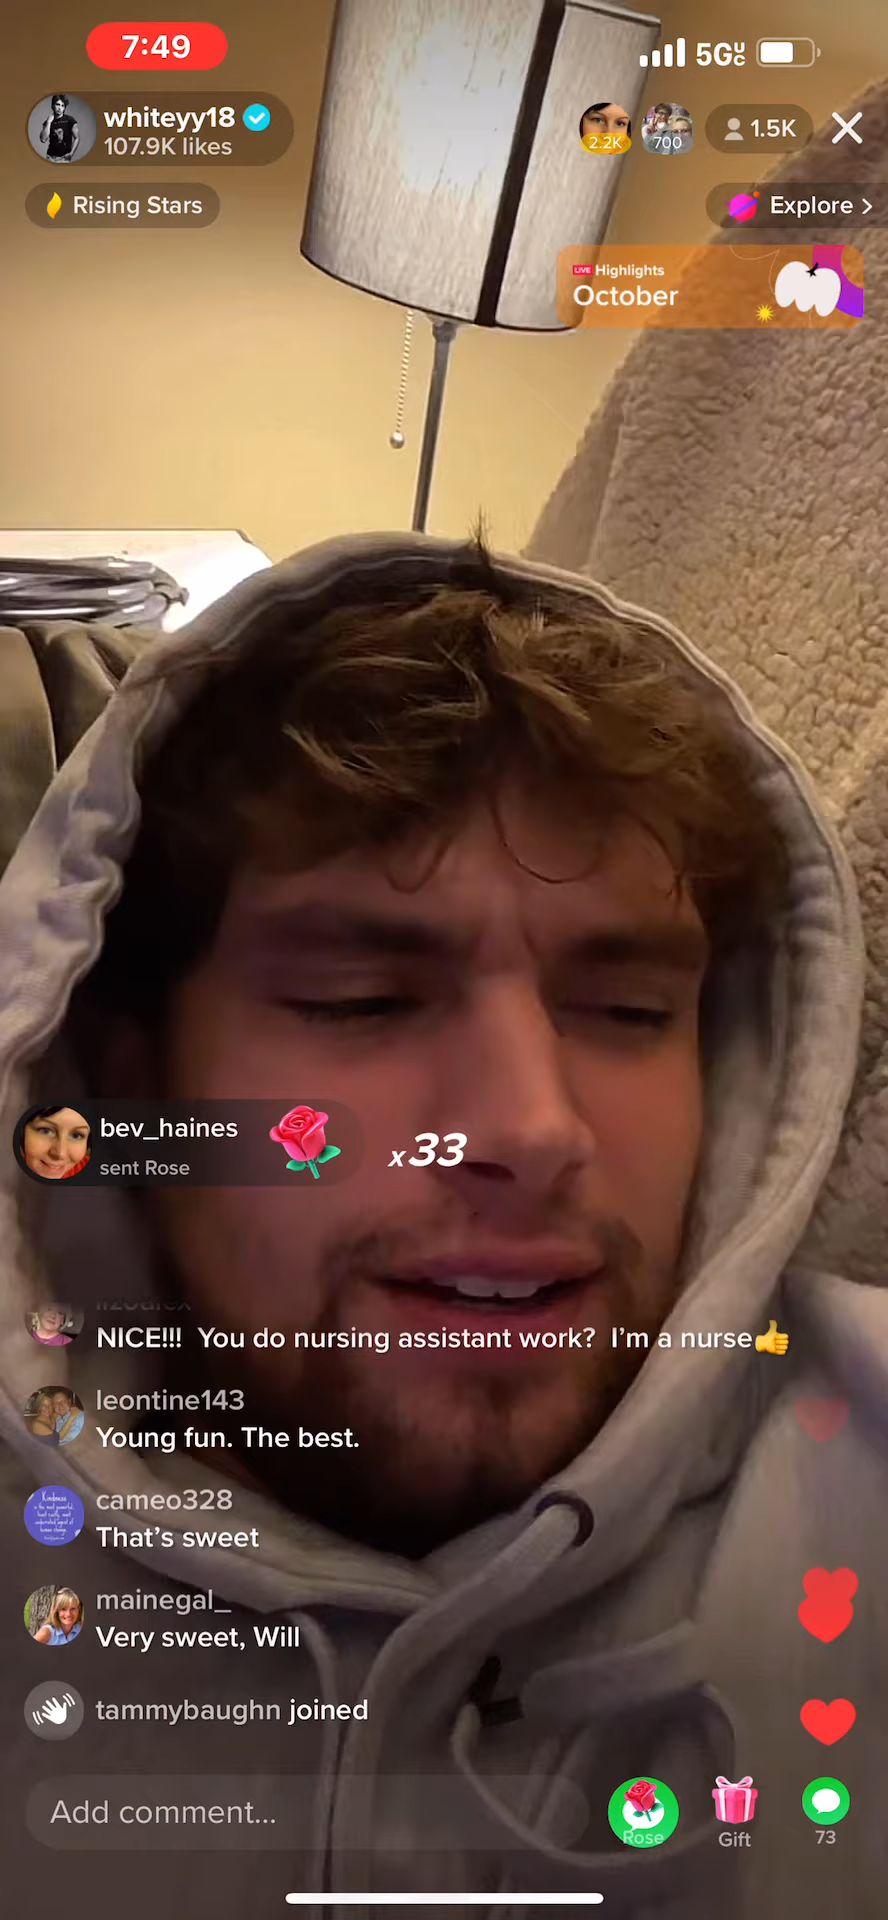 7:49
5G
whiteyy18
107.9K likes
2.2K
700
1.5K
Rising Stars
Explore
LIVE Highlights
October
bev_haines
sent Rose
x33
NICE!!!  You do nursing assistant work?  I'm a nurse👍
leontine143
Young fun. The best.
cameo328
That's sweet
mainegal_
Very sweet, Will
tammybaughn joined
Add comment...
Rose
Gift
73